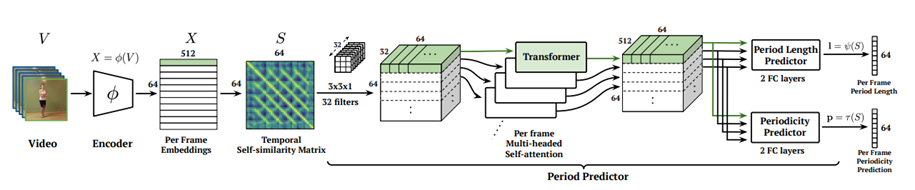 V
X = ϕ(V)
X
512
64
S
64
64
ϕ
Video
Encoder
Per Frame
Embeddings
Temporal
Self-similarity Matrix
32
3x3x1
32 filters
64
32
64
Transformer
Per frame
Multi-headed
Self-attention
64
512
64
Period Length
Predictor
2 FC layers
l = ψ(S)
64
Per Frame
Period Length
Periodicity
Predictor
2 FC layers
p = τ(S)
64
Per Frame
Periodicity
Prediction
Period Predictor